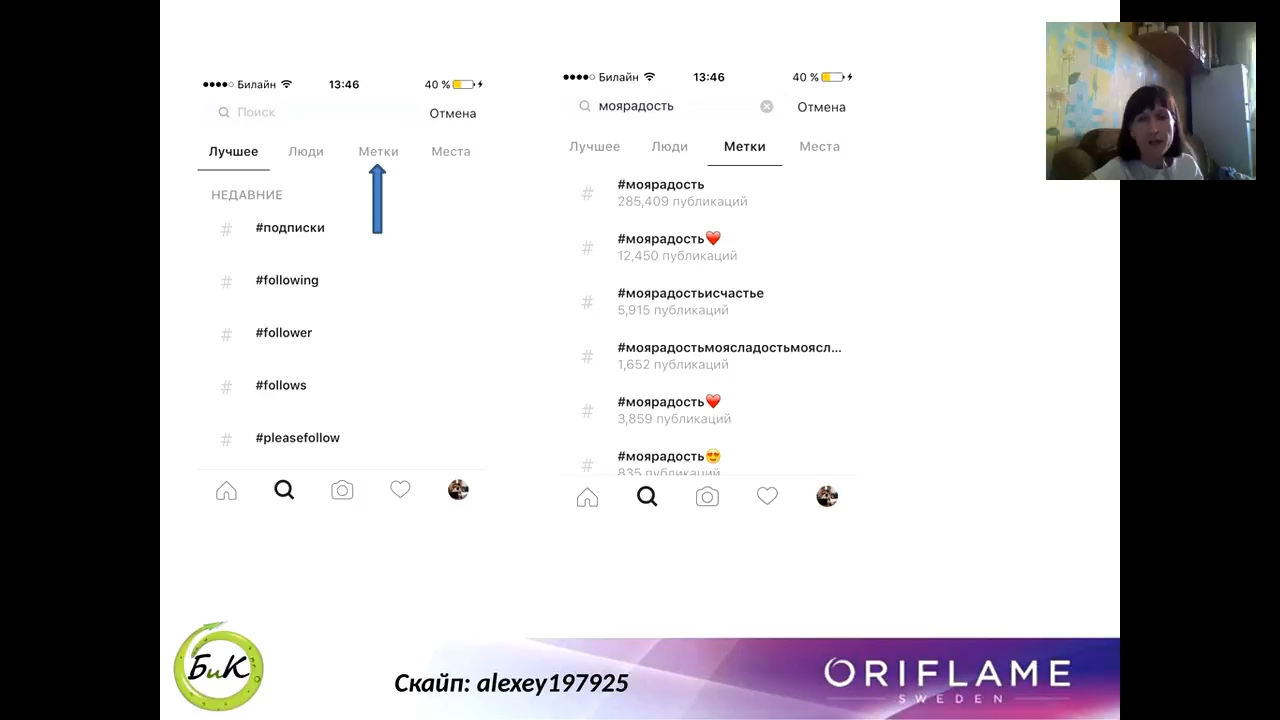 Билайн 13:46 40 %
Поиск Отмена
Лучшее Люди Метки Места
НЕДАВНИЕ
# #подписки
# #following
# #follower
# #follows
# #pleasefollow
Билайн 13:46 40 %
моярадость Отмена
Лучшее Люди Метки Места
# #моярадость
285,409 публикаций
# #моярадость❤️
12,450 публикаций
# #моярадостьисчастье
5,915 публикаций
# #моярадостьмоясладостьмоясл...
1,652 публикаций
# #моярадость❤️
3,859 публикаций
# #моярадость😍
835 публикаций
БиК
Скайп: alexey197925
ORIFLAME
SWEDEN